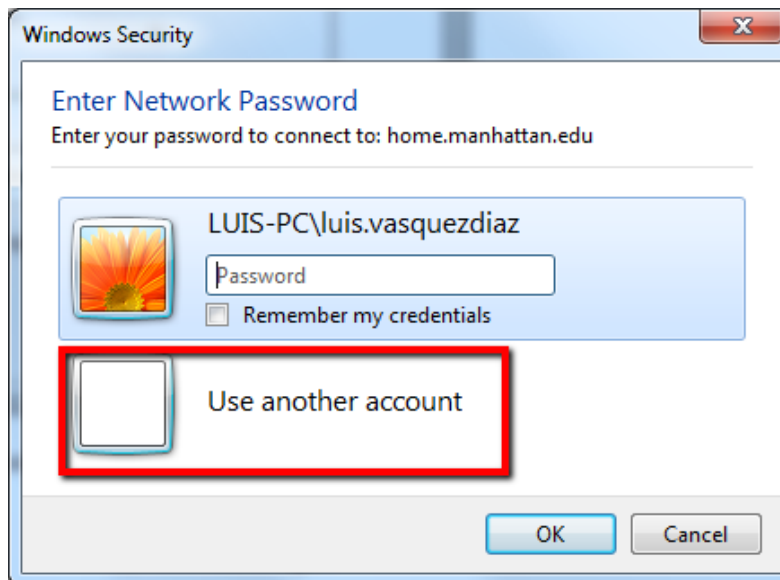 Windows Security
Enter Network Password
Enter your password to connect to: home.manhattan.edu
LUIS-PC\luis.vasquezdiaz
Password
Remember my credentials
Use another account
OK
Cancel